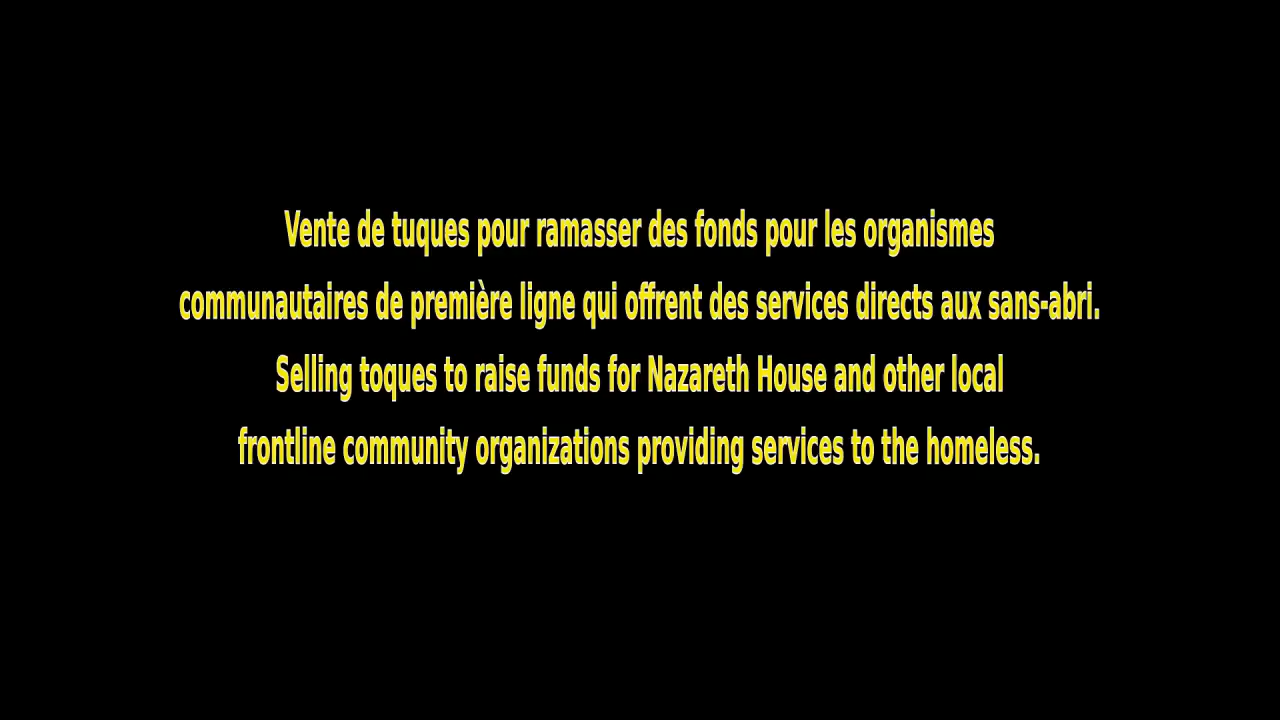 Vente de tuques pour ramasser des fonds pour les organismes
communautaires de première ligne qui offrent des services directs aux sans-abri.
Selling toques to raise funds for Nazareth House and other local
frontline community organizations providing services to the homeless.